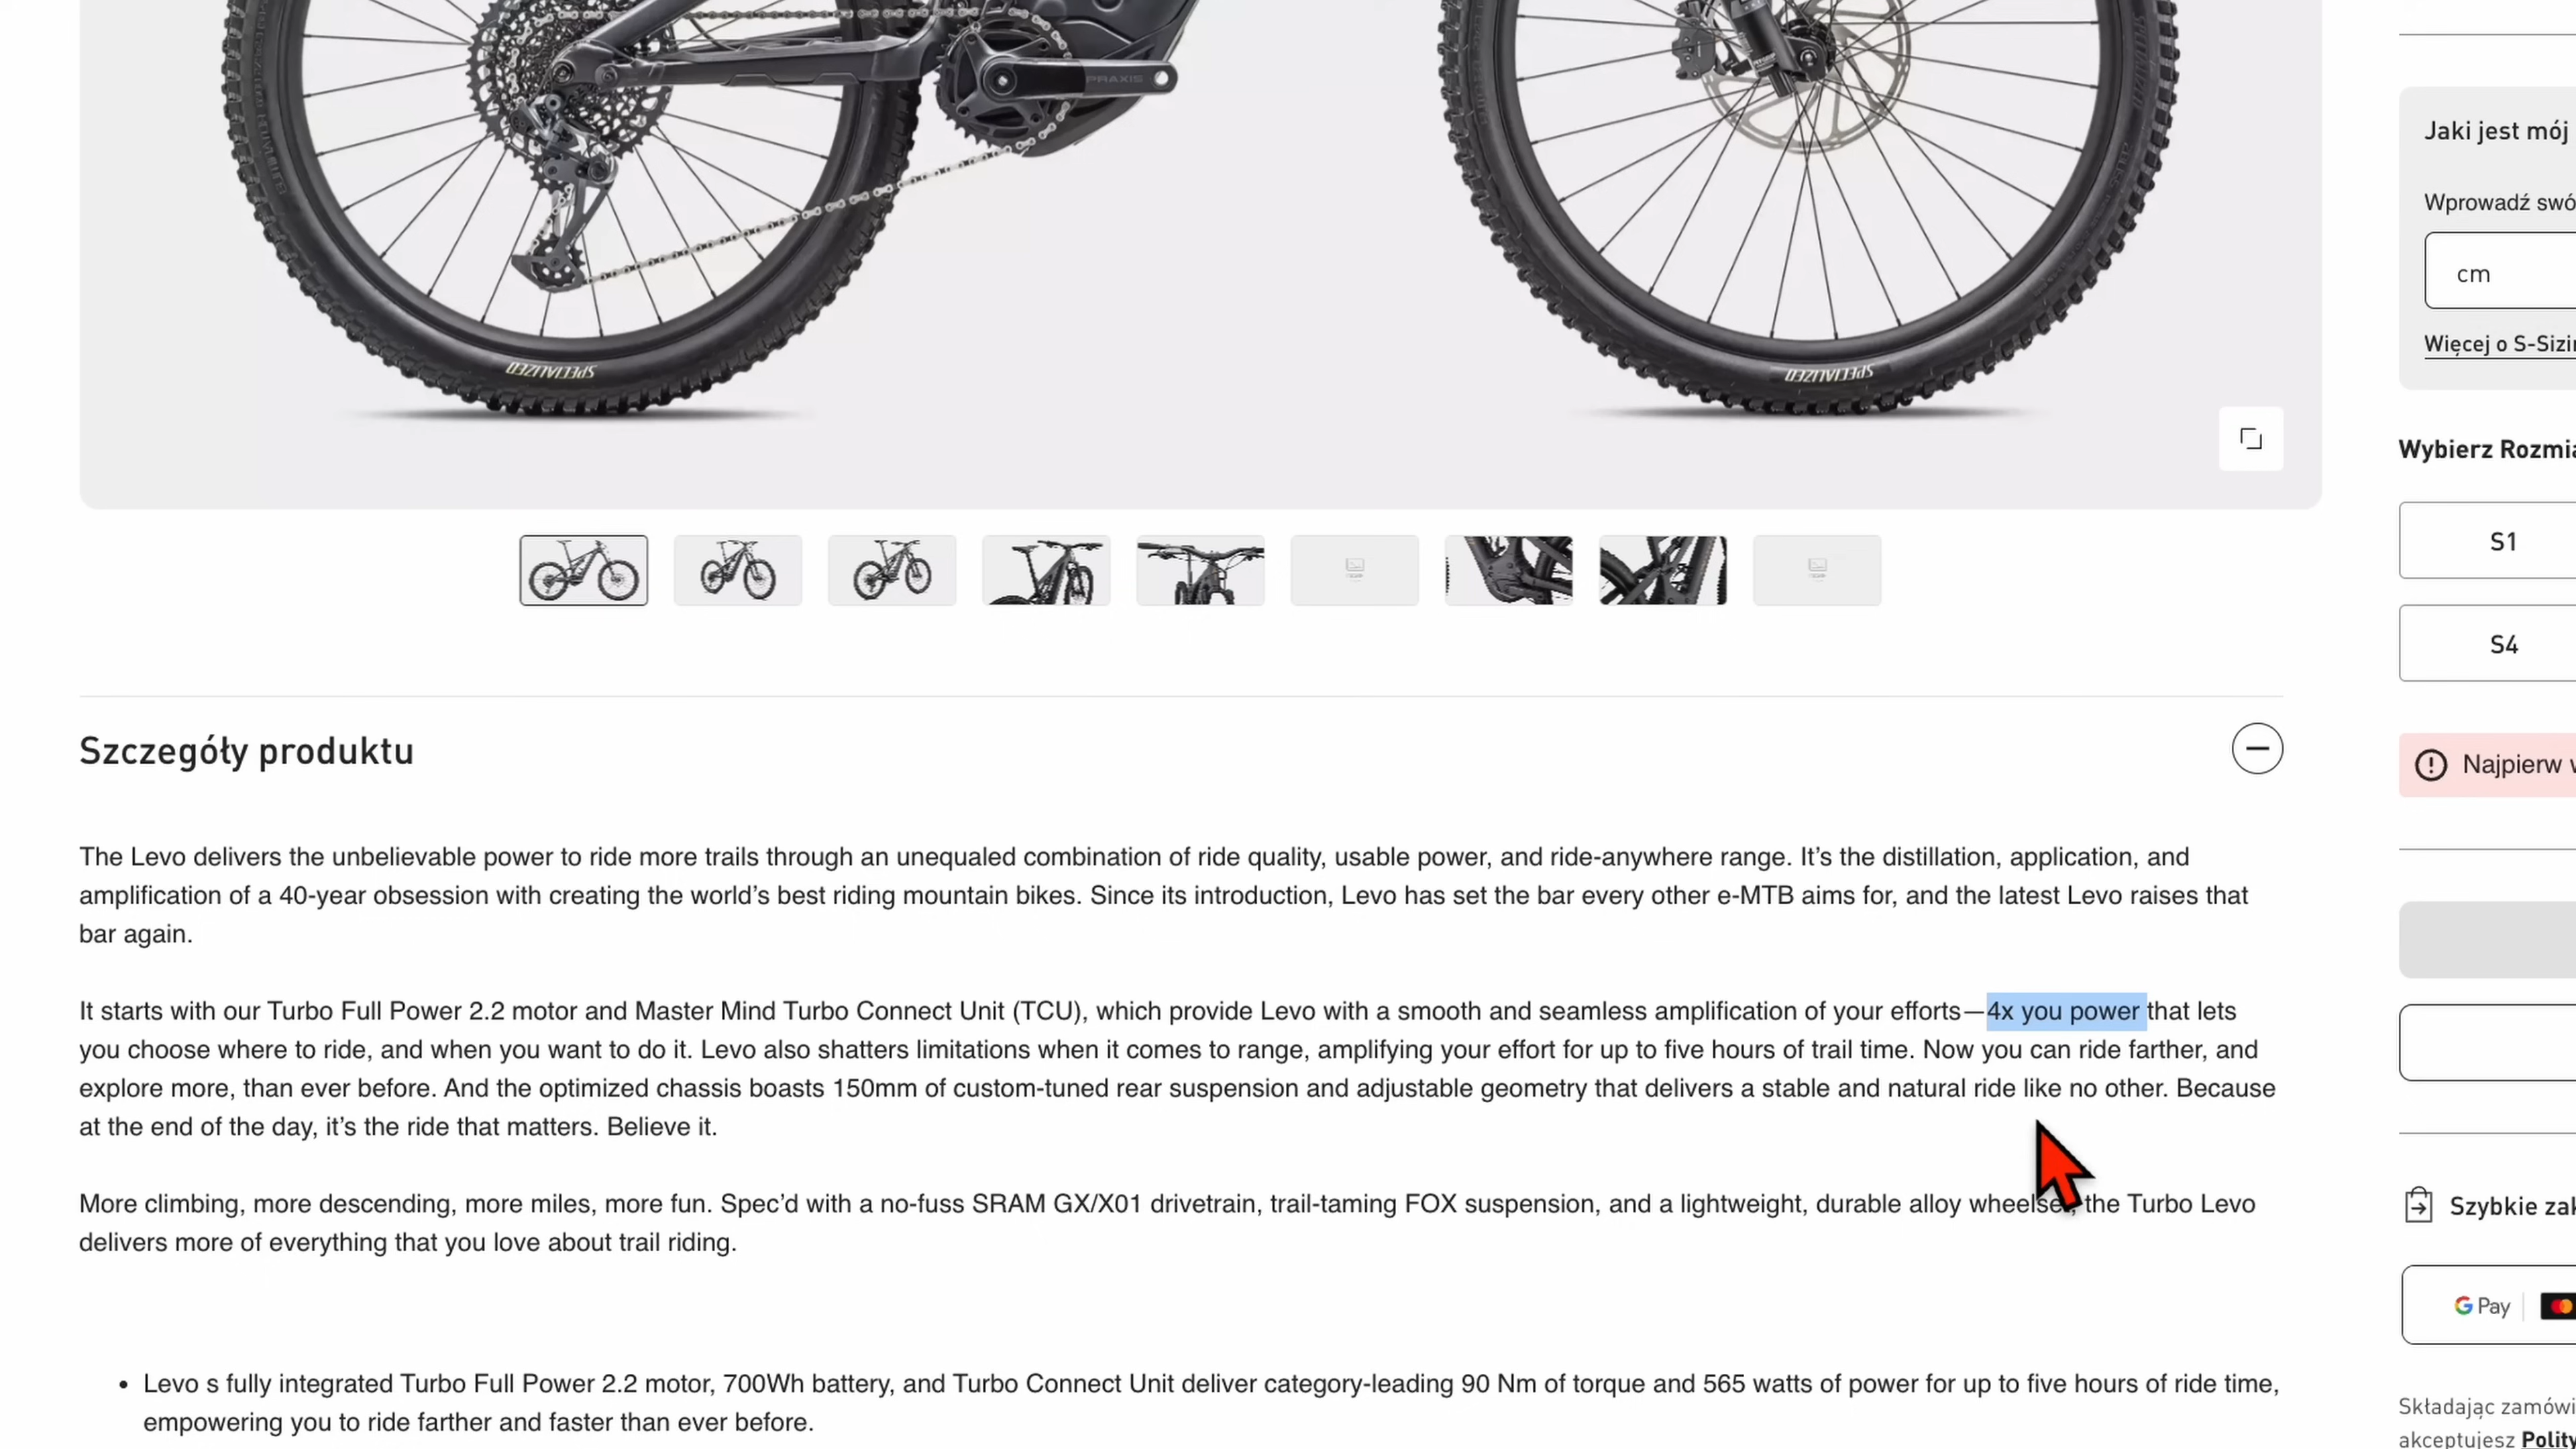 PRAXIS
SPECIALIZED
SPECIALIZED
Jaki jest mój
Wprowadź swó
cm
Więcej o S-Sizin
Wybierz Rozmia
S1
S4
Najpierw w
Szczegóły produktu
The Levo delivers the unbelievable power to ride more trails through an unequaled combination of ride quality, usable power, and ride-anywhere range. It’s the distillation, application, and
amplification of a 40-year obsession with creating the world’s best riding mountain bikes. Since its introduction, Levo has set the bar every other e-MTB aims for, and the latest Levo raises that
bar again.
It starts with our Turbo Full Power 2.2 motor and Master Mind Turbo Connect Unit (TCU), which provide Levo with a smooth and seamless amplification of your efforts—4x you power that lets
you choose where to ride, and when you want to do it. Levo also shatters limitations when it comes to range, amplifying your effort for up to five hours of trail time. Now you can ride farther, and
explore more, than ever before. And the optimized chassis boasts 150mm of custom-tuned rear suspension and adjustable geometry that delivers a stable and natural ride like no other. Because
at the end of the day, it’s the ride that matters. Believe it.
More climbing, more descending, more miles, more fun. Spec’d with a no-fuss SRAM GX/X01 drivetrain, trail-taming FOX suspension, and a lightweight, durable alloy wheelset, the Turbo Levo
delivers more of everything that you love about trail riding.
• Levo s fully integrated Turbo Full Power 2.2 motor, 700Wh battery, and Turbo Connect Unit deliver category-leading 90 Nm of torque and 565 watts of power for up to five hours of ride time,
empowering you to ride farther and faster than ever before.
Szybkie zak
G Pay
Składając zamówi
akceptujesz Polity